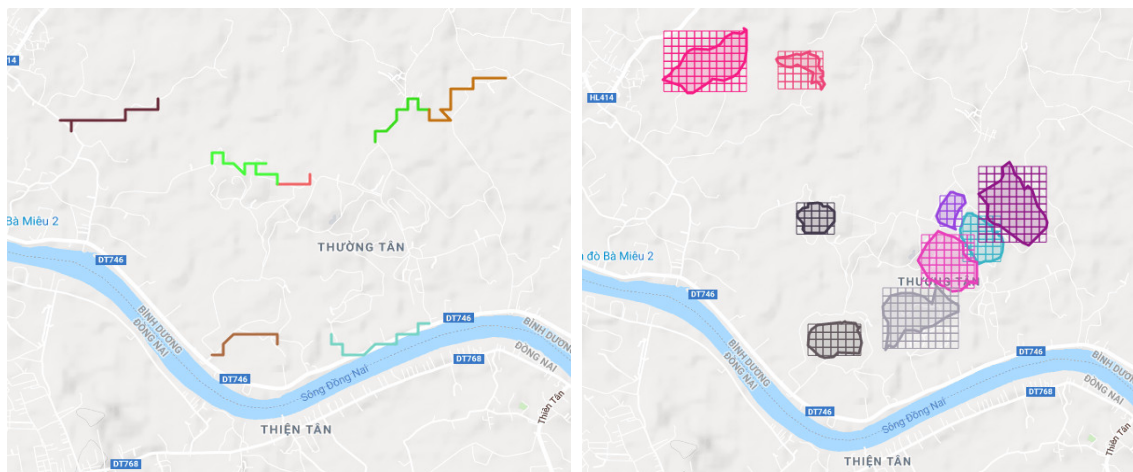 414
Bà Miêu 2
DT746
THƯỜNG TÂN
BÌNH DƯƠNG
ĐỒNG NAI
DT746
DT746
BÌNH DƯƠNG
ĐỒNG NAI
DT768
Sông Đồng Nai
THIỆN TÂN
Thiện Tân
DT768
HL414
đò Bà Miêu 2
DT746
THƯỜNG TÂN
BÌNH DƯƠNG
ĐỒNG NAI
DT746
DT746
BÌNH DƯƠNG
ĐỒNG NAI
DT768
Sông Đồng Nai
THIỆN TÂN
Thiện Tân